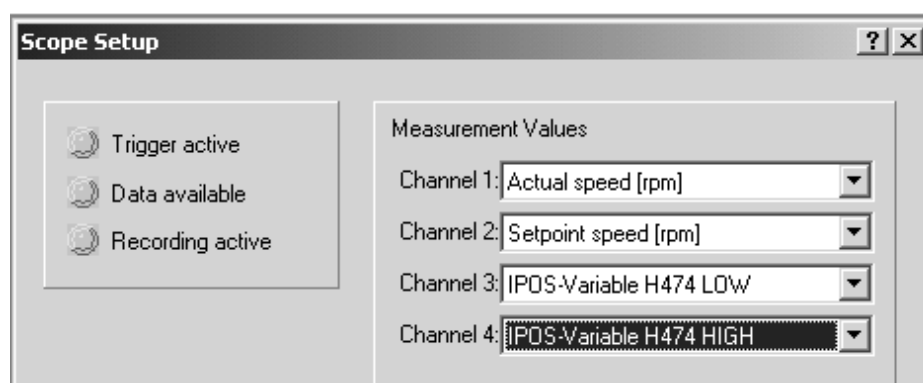 Scope Setup
Trigger active
Data available
Recording active
Measurement Values
Channel 1: Actual speed [rpm]
Channel 2: Setpoint speed [rpm]
Channel 3: IPOS-Variable H474 LOW
Channel 4: IPOS-Variable H474 HIGH